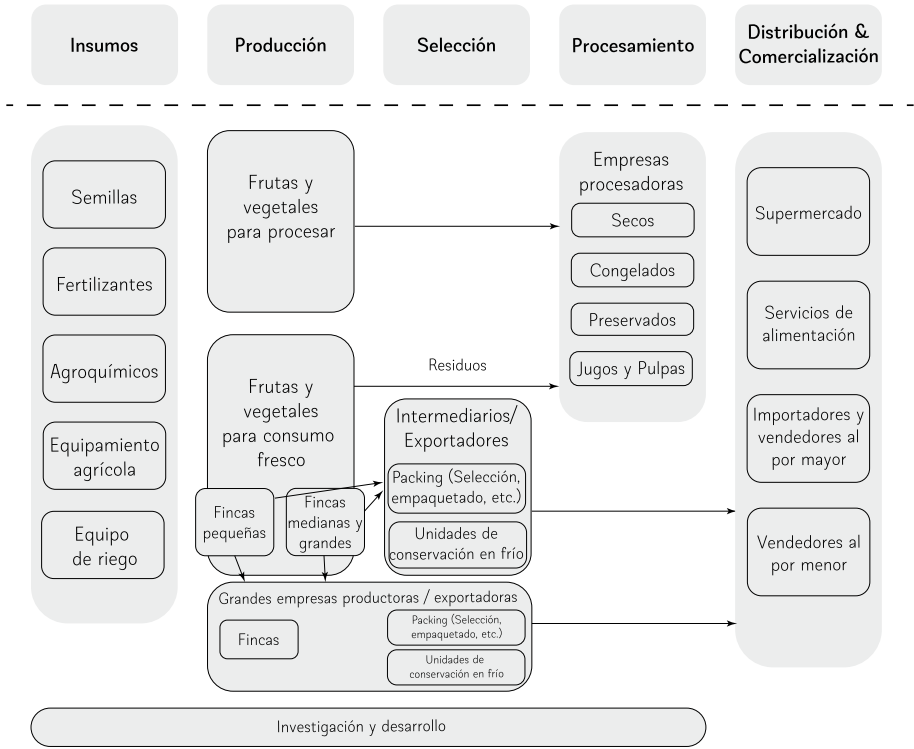 Insumos
Producción
Selección
Procesamiento
Distribución &
Comercialización
Semillas
Fertilizantes
Agroquímicos
Equipamiento
agrícola
Equipo
de riego
Frutas y
vegetales
para procesar
Frutas y
vegetales
para consumo
fresco
Fincas
pequeñas
Fincas
medianas y
grandes
Residuos
Intermediarios/
Exportadores
Packing (Selección,
empaquetado, etc.)
Unidades de
conservación en frío
Grandes empresas productoras / exportadoras
Fincas
Packing (Selección,
empaquetado, etc.)
Unidades de
conservación en frío
Empresas
procesadoras
Secos
Congelados
Preservados
Jugos y Pulpas
Supermercado
Servicios de
alimentación
Importadores y
vendedores al
por mayor
Vendedores al
por menor
Investigación y desarrollo